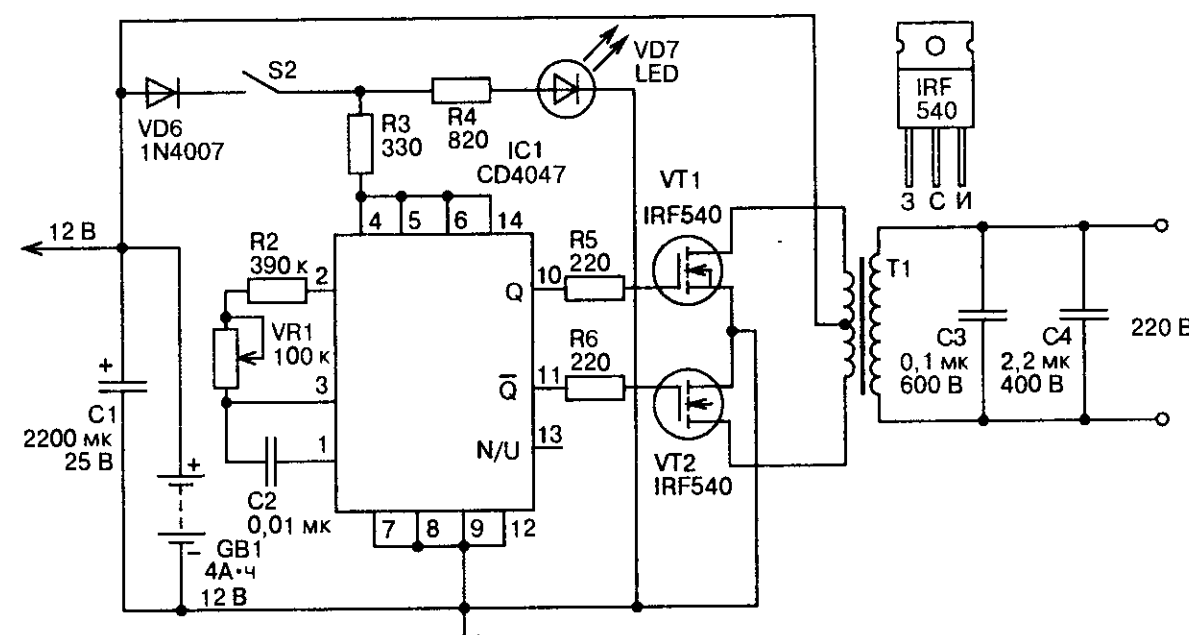 S2
VD7
LED
IRF
540
VD6
1N4007
R3
330
R4
820
IC1
CD4047
З С И
VT1
IRF540
4 5 6 14
12 В
R2
390 к
2
R5
220
10
Q
T1
VR1
100 к
R6
220
C3
0,1 мк
600 В
C4
2,2 мк
400 В
220 В
3
11
Q̅
C1
2200 мк
25 В
1
13
N/U
VT2
IRF540
C2
0,01 мк
7 8 9 12
GB1
4А·ч
12 В
+
+
−